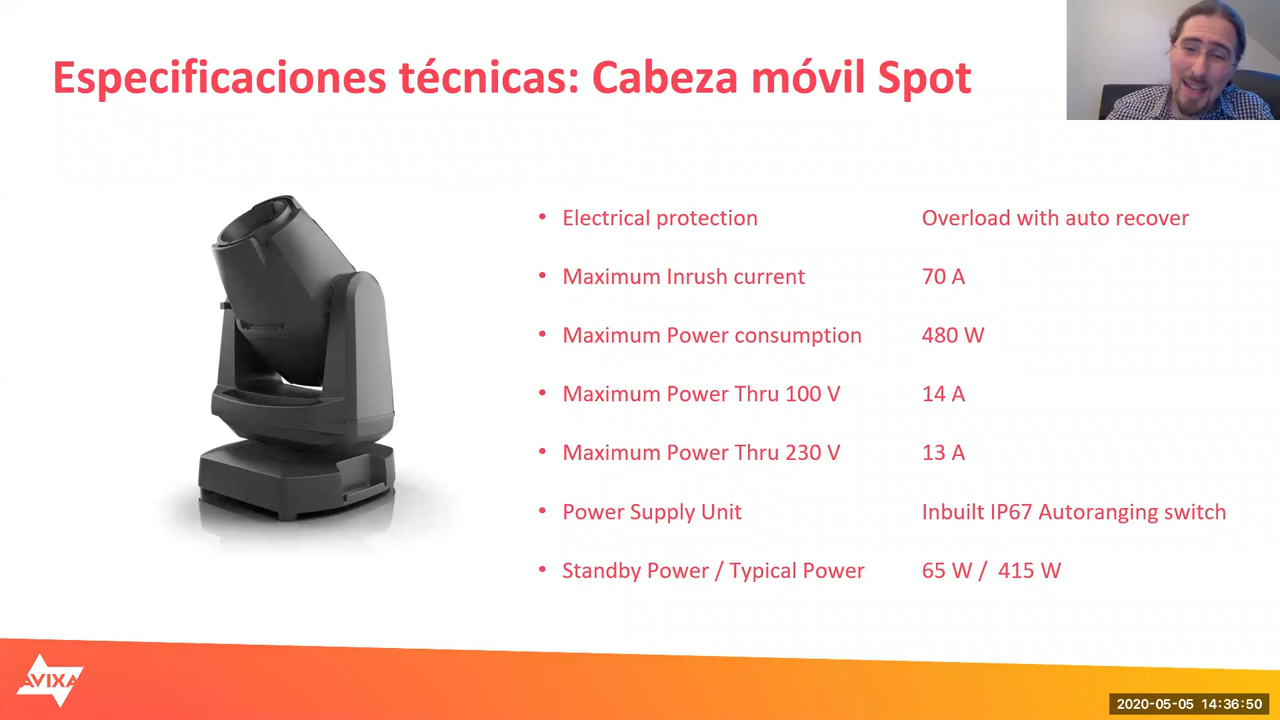 Especificaciones técnicas: Cabeza móvil Spot
• Electrical protection Overload with auto recover
• Maximum Inrush current 70 A
• Maximum Power consumption 480 W
• Maximum Power Thru 100 V 14 A
• Maximum Power Thru 230 V 13 A
• Power Supply Unit Inbuilt IP67 Autoranging switch
• Standby Power / Typical Power 65 W / 415 W
AVIXA
2020-05-05 14:36:50